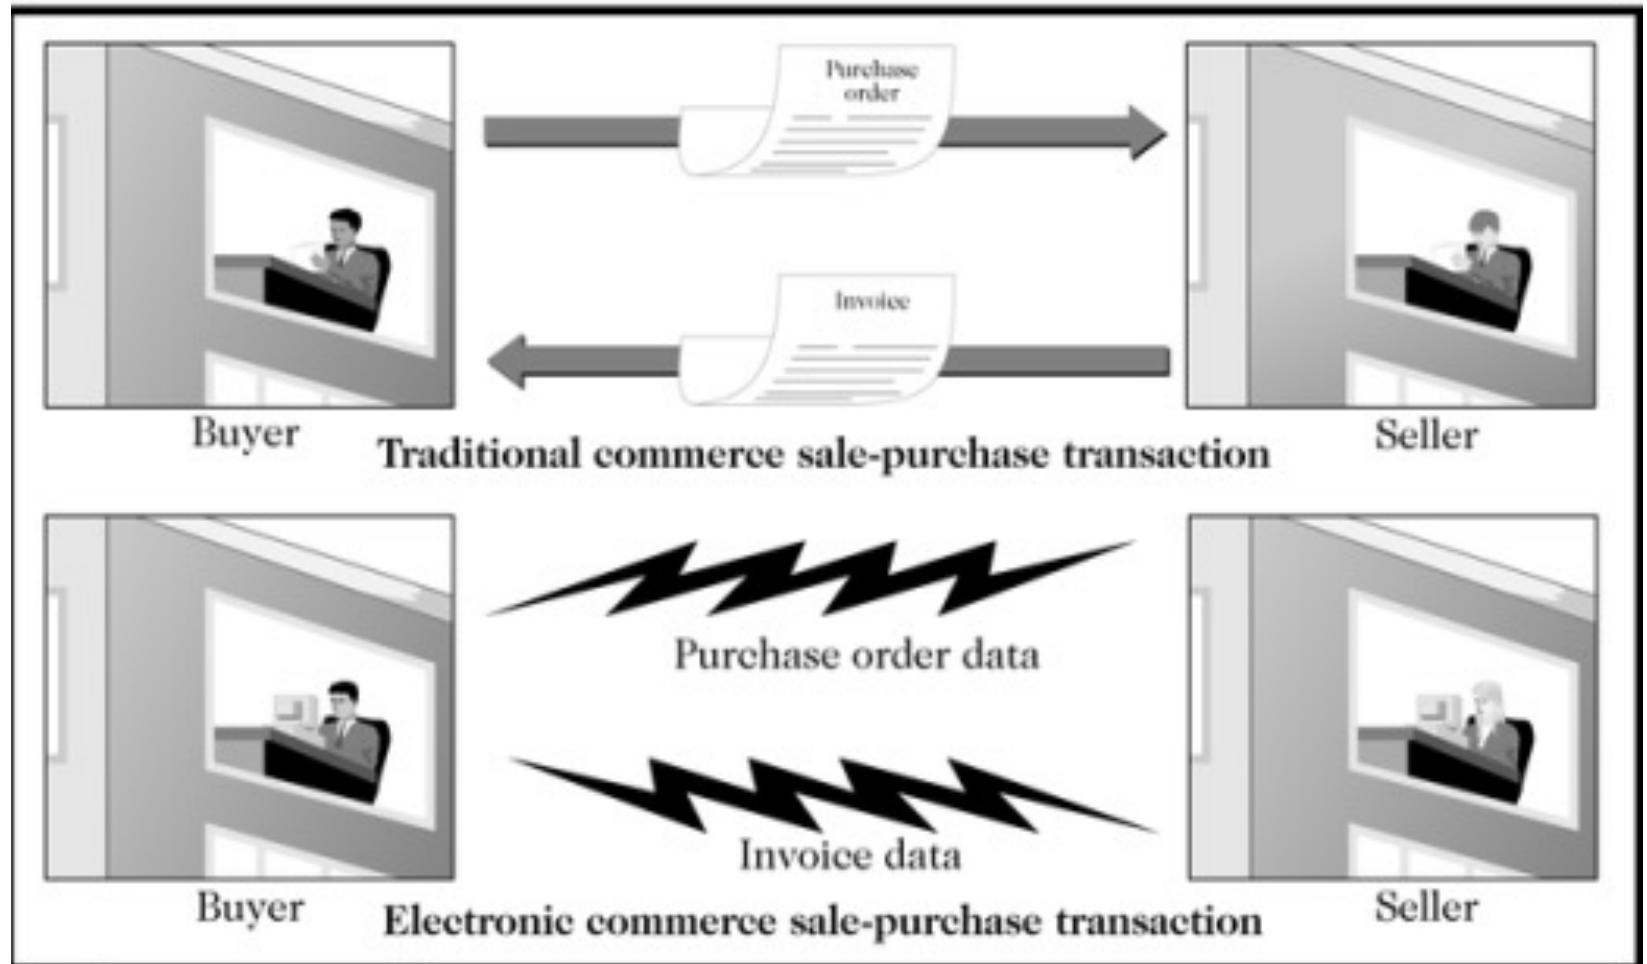 Purchase
order
Invoice
Buyer
Seller
Traditional commerce sale-purchase transaction
Purchase order data
Invoice data
Buyer
Seller
Electronic commerce sale-purchase transaction